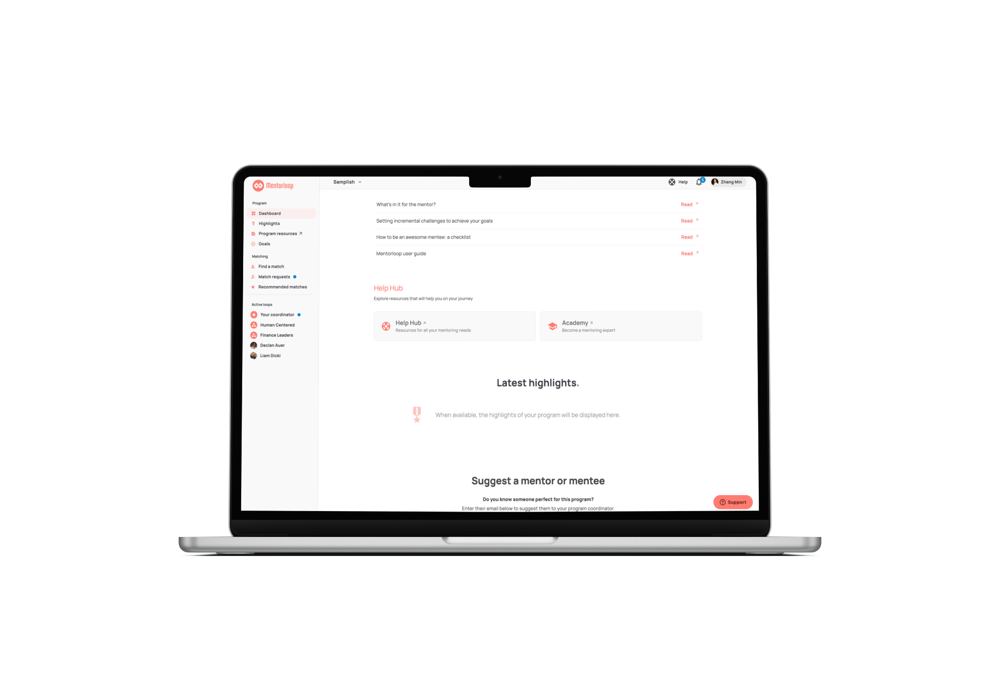 Mentorloop
Samplish
Help
5
Zhang Min
Program
Dashboard
Highlights
Program resources
Goals
Matching
Find a match
Match requests
Recommended matches
Active loops
Your coordinator
Human Centered
Finance Leaders
Declan Auer
Liam Dicki
What's in it for the mentor? Read
Setting incremental challenges to achieve your goals Read
How to be an awesome mentee: a checklist Read
Mentorloop user guide Read
Help Hub
Explore resources that will help you on your journey
Help Hub
Resources for all your mentoring needs
Academy
Become a mentoring expert
Latest highlights.
When available, the highlights of your program will be displayed here.
Suggest a mentor or mentee
Do you know someone perfect for this program?
Enter their email below to suggest them to your program coordinator.
Support